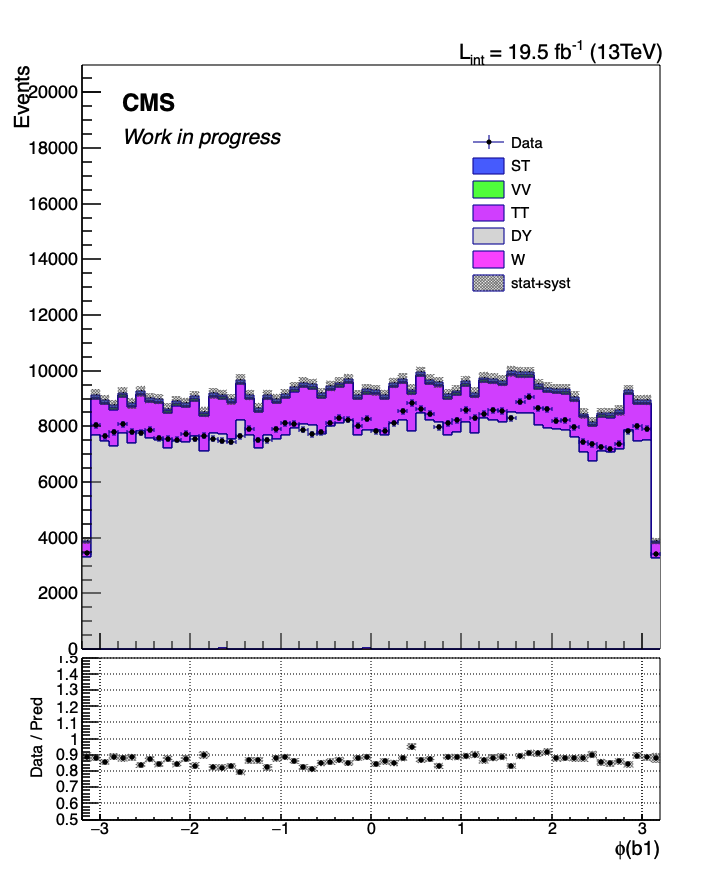 L_int = 19.5 fb^-1 (13TeV)
Events
20000
18000
16000
14000
12000
10000
8000
6000
4000
2000
0
CMS
Work in progress
Data
ST
VV
TT
DY
W
stat+syst
Data / Pred
1.5
1.4
1.3
1.2
1.1
1
0.9
0.8
0.7
0.6
0.5
−3 −2 −1 0 1 2 3
ϕ(b1)